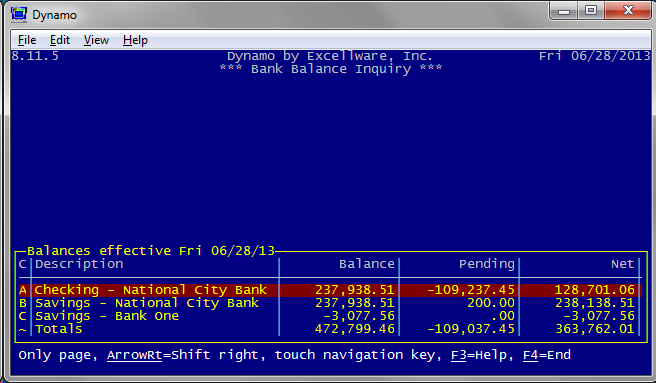 Dynamo
File Edit View Help
8.11.5 Dynamo by Excellware, Inc. Fri 06/28/2013
*** Bank Balance Inquiry ***
Balances effective Fri 06/28/13
C Description Balance Pending Net
A Checking - National City Bank 237,938.51 -109,237.45 128,701.06
B Savings - National City Bank 237,938.51 200.00 238,138.51
C Savings - Bank One -3,077.56 .00 -3,077.56
~ Totals 472,799.46 -109,037.45 363,762.01
Only page, ArrowRt=Shift right, touch navigation key, F3=Help, F4=End